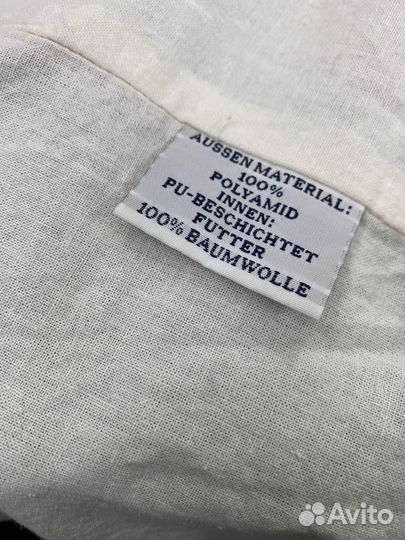 AUSSEN MATERIAL:
100%
POLYAMID
INNEN:
PU-BESCHICHTET
FUTTER
100% BAUMWOLLE
Avito